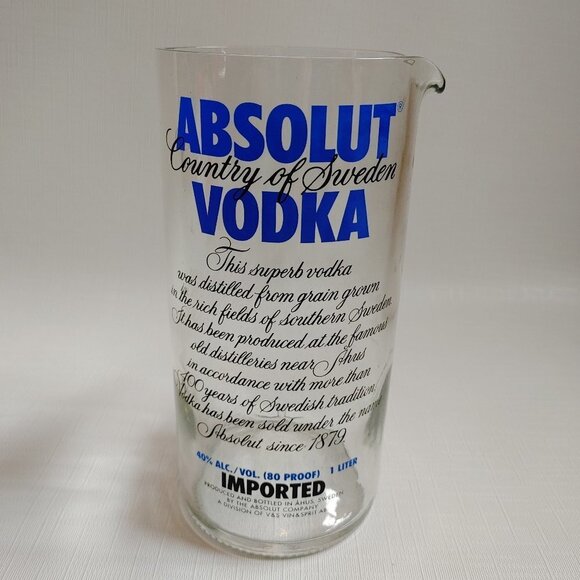 ABSOLUT®
Country of Sweden
VODKA
This superb vodka
was distilled from grain grown
in the rich fields of southern Sweden.
It has been produced at the famous
old distilleries near Åhus
in accordance with more than
400 years of Swedish tradition.
Vodka has been sold under the name
Absolut since 1879.
40% ALC./VOL. (80 PROOF) 1 LITER
IMPORTED
PRODUCED AND BOTTLED IN ÅHUS, SWEDEN
BY THE ABSOLUT COMPANY
A DIVISION OF V&S VIN&SPRIT AB